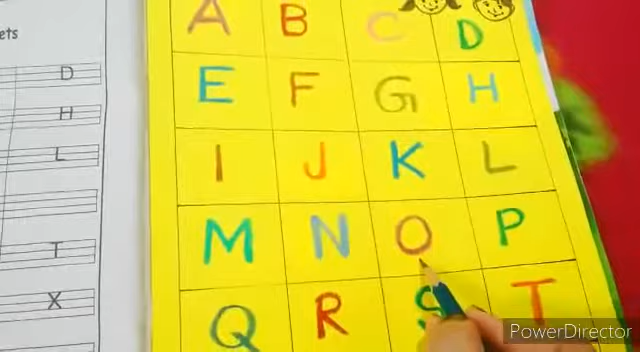 ets
D
H
L
T
X
A B C D
E F G H
I J K L
M N O P
Q R S T
PowerDirector